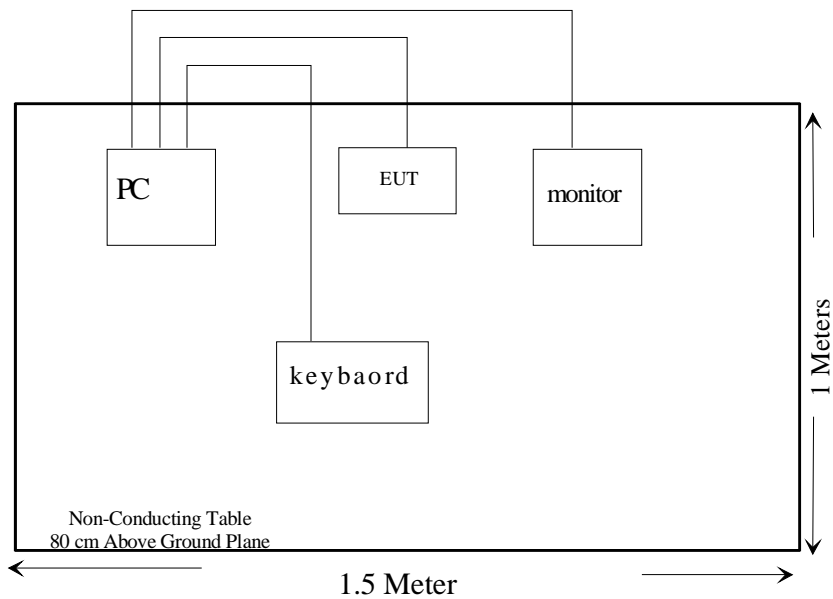 PC
EUT
monitor
keybaord
1 Meters
Non-Conducting Table
80 cm Above Ground Plane
1.5 Meter